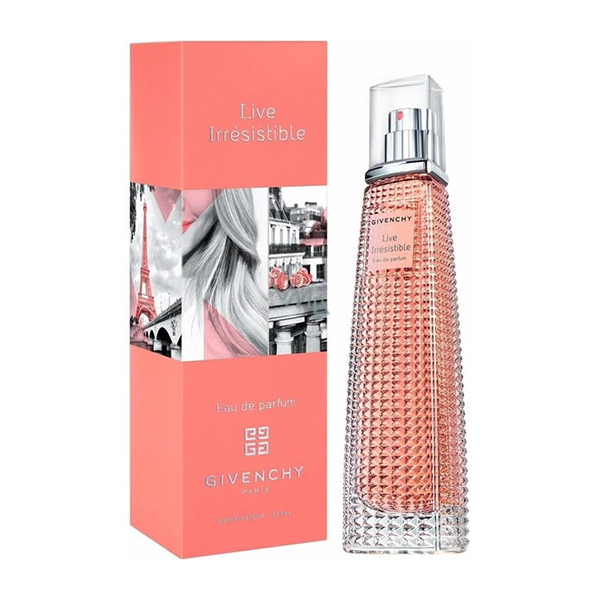 Live
Irrésistible
Eau de parfum
GIVENCHY
PARIS
GIVENCHY
Live
Irrésistible
Eau de parfum